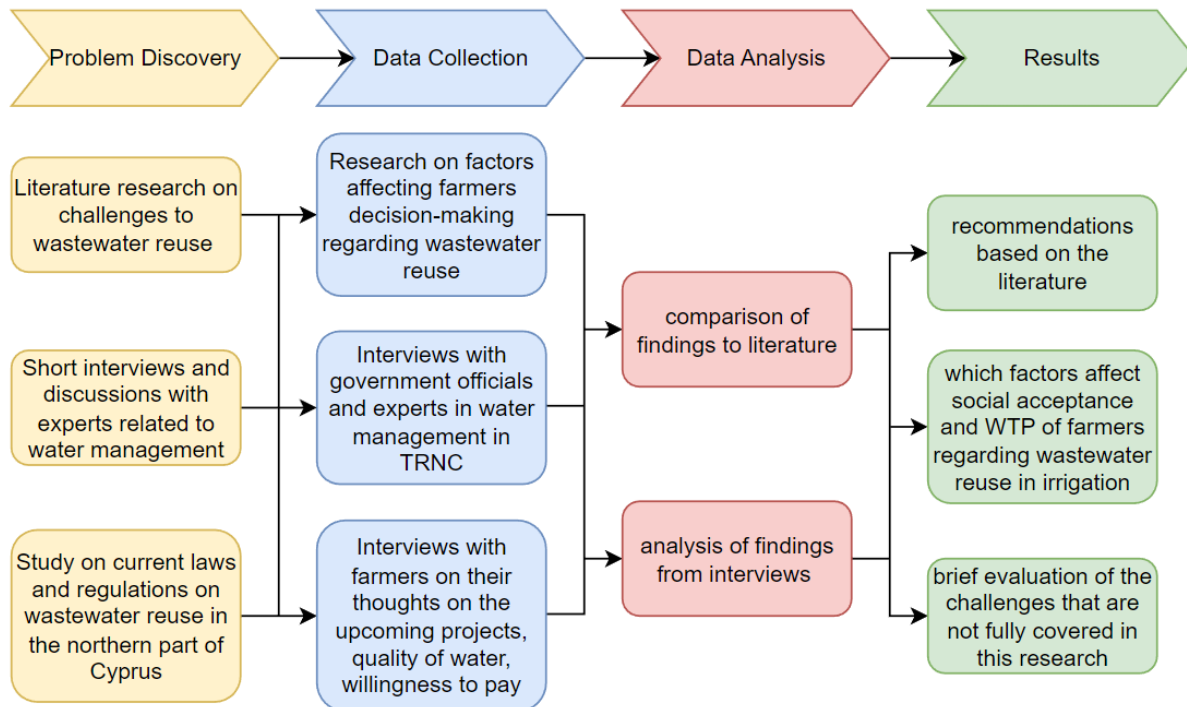 Problem Discovery
Data Collection
Data Analysis
Results
Literature research on
challenges to
wastewater reuse
Short interviews and
discussions with
experts related to
water management
Study on current laws
and regulations on
wastewater reuse in
the northern part of
Cyprus
Research on factors
affecting farmers
decision-making
regarding wastewater
reuse
Interviews with
government officials
and experts in water
management in
TRNC
Interviews with
farmers on their
thoughts on the
upcoming projects,
quality of water,
willingness to pay
comparison of
findings to literature
analysis of findings
from interviews
recommendations
based on the
literature
which factors affect
social acceptance
and WTP of farmers
regarding wastewater
reuse in irrigation
brief evaluation of the
challenges that are
not fully covered in
this research